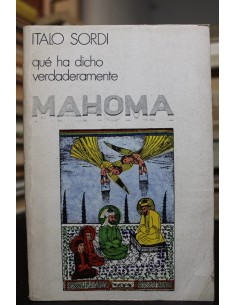 ITALO SORDI
qué ha dicho
verdaderamente
MAHOMA